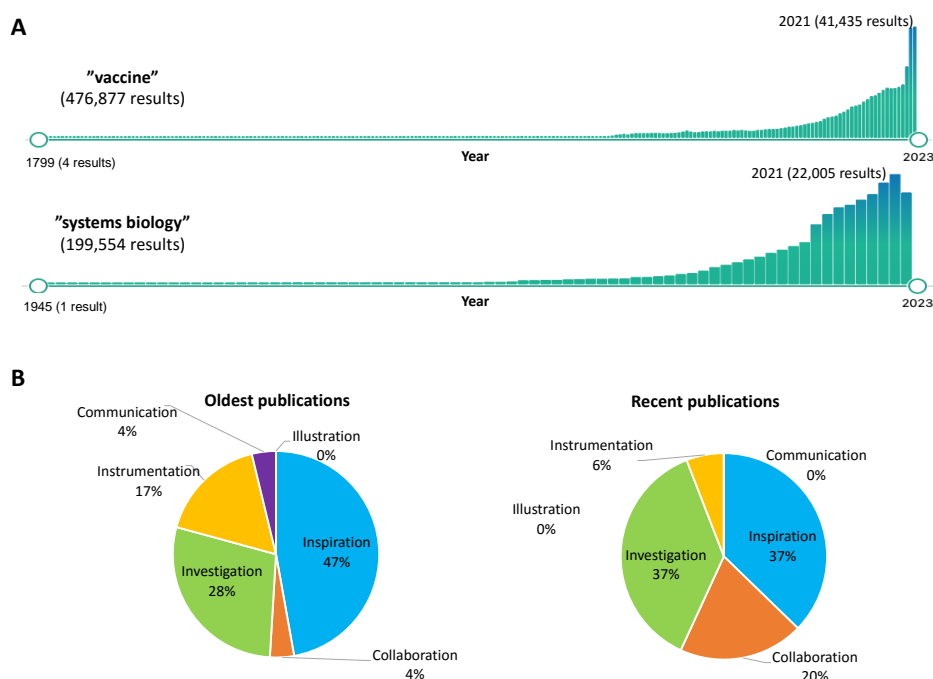 A
2021 (41,435 results)
”vaccine”
(476,877 results)
1799 (4 results)
Year
2023
2021 (22,005 results)
”systems biology”
(199,554 results)
1945 (1 result)
Year
2023
B
Oldest publications
Communication
4%
Illustration
0%
Instrumentation
17%
Inspiration
47%
Investigation
28%
Collaboration
4%
Recent publications
Instrumentation
6%
Communication
0%
Illustration
0%
Inspiration
37%
Investigation
37%
Collaboration
20%